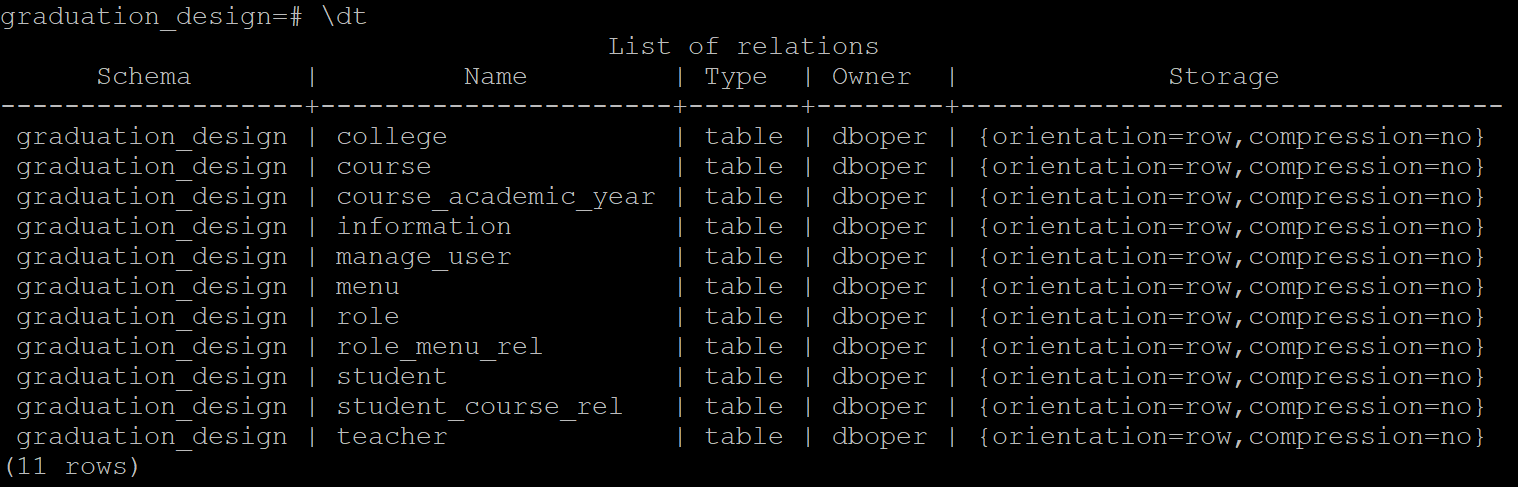 graduation_design=# \dt
                                      List of relations
      Schema       |         Name         | Type  | Owner  |             Storage
-------------------+----------------------+-------+--------+----------------------------------
 graduation_design | college              | table | dboper | {orientation=row,compression=no}
 graduation_design | course               | table | dboper | {orientation=row,compression=no}
 graduation_design | course_academic_year | table | dboper | {orientation=row,compression=no}
 graduation_design | information          | table | dboper | {orientation=row,compression=no}
 graduation_design | manage_user          | table | dboper | {orientation=row,compression=no}
 graduation_design | menu                 | table | dboper | {orientation=row,compression=no}
 graduation_design | role                 | table | dboper | {orientation=row,compression=no}
 graduation_design | role_menu_rel        | table | dboper | {orientation=row,compression=no}
 graduation_design | student              | table | dboper | {orientation=row,compression=no}
 graduation_design | student_course_rel   | table | dboper | {orientation=row,compression=no}
 graduation_design | teacher              | table | dboper | {orientation=row,compression=no}
(11 rows)